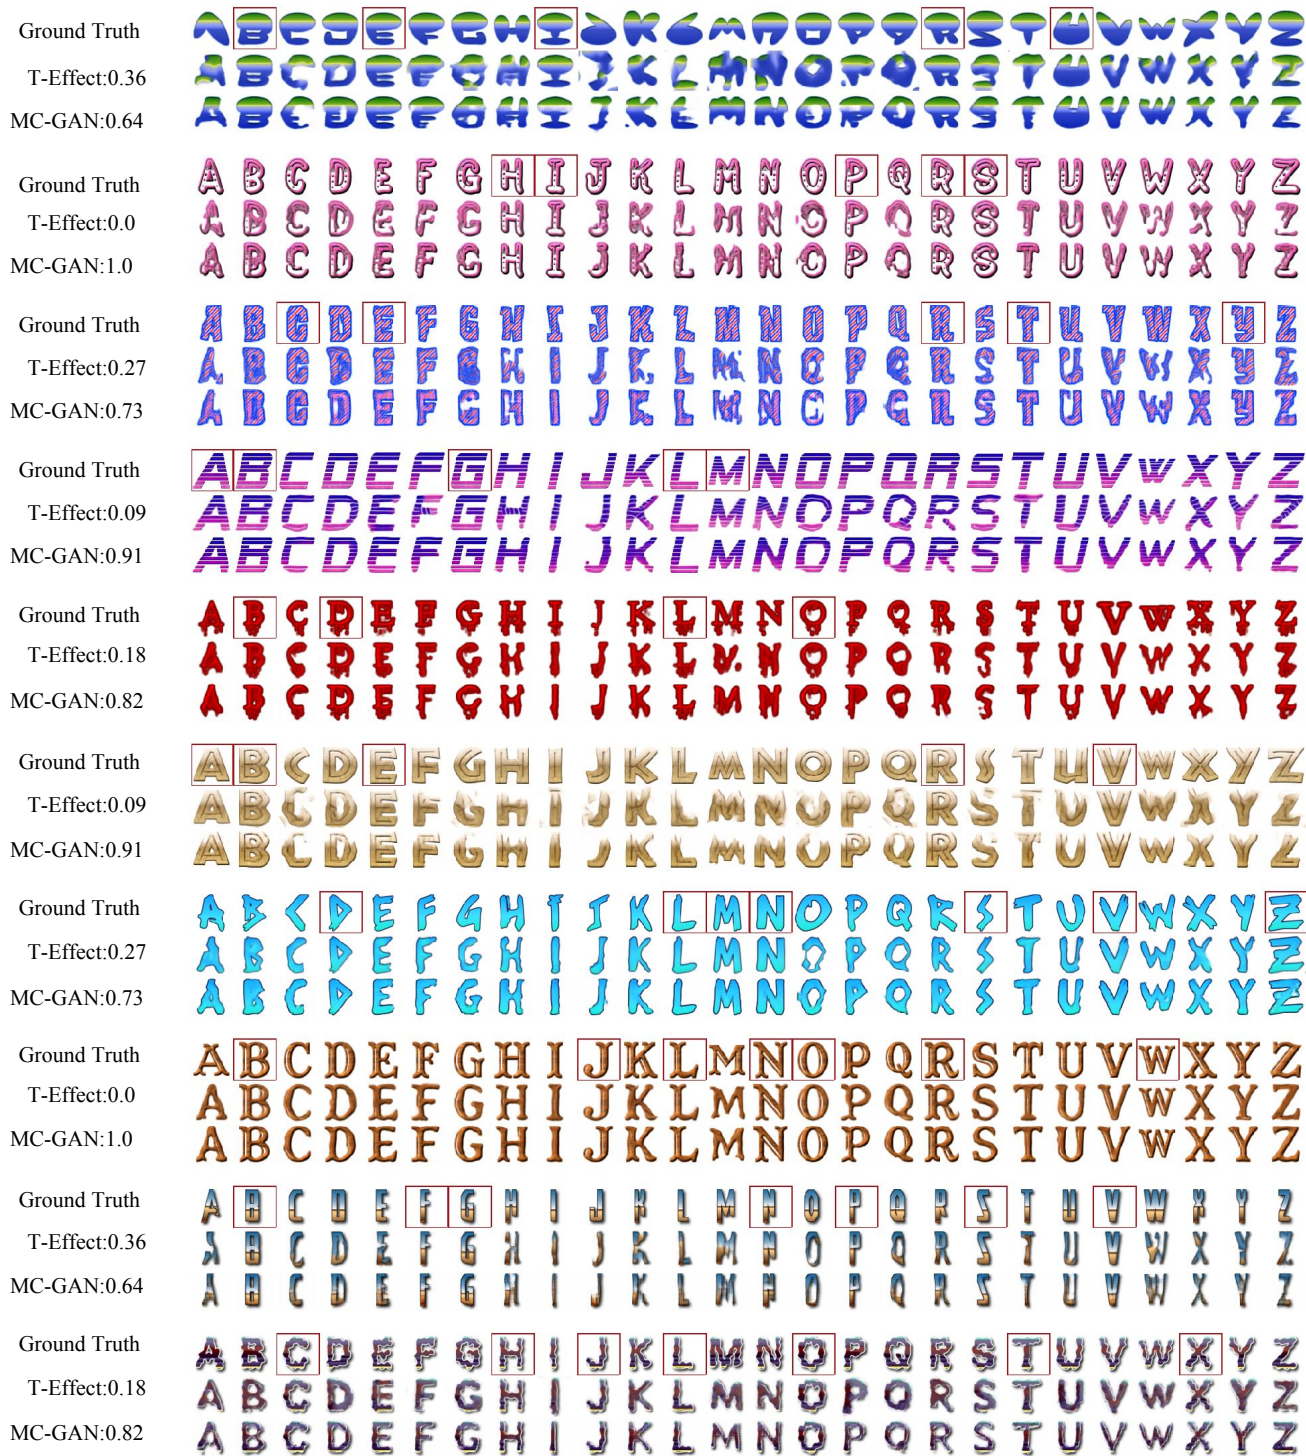 Ground Truth A B C D E F G H I J K L M N O P Q R S T U V W X Y Z
T-Effect:0.36 A B C D E F G H I J K L M N O P Q R S T U V W X Y Z
MC-GAN:0.64 A B C D E F G H I J K L M N O P Q R S T U V W X Y Z
Ground Truth A B C D E F G H I J K L M N O P Q R S T U V W X Y Z
T-Effect:0.0 A B C D E F G H I J K L M N O P Q R S T U V W X Y Z
MC-GAN:1.0 A B C D E F G H I J K L M N O P Q R S T U V W X Y Z
Ground Truth A B C D E F G H I J K L M N O P Q R S T U V W X Y Z
T-Effect:0.27 A B C D E F G H I J K L M N O P Q R S T U V W X Y Z
MC-GAN:0.73 A B C D E F G H I J K L M N O P Q R S T U V W X Y Z
Ground Truth A B C D E F G H I J K L M N O P Q R S T U V W X Y Z
T-Effect:0.09 A B C D E F G H I J K L M N O P Q R S T U V W X Y Z
MC-GAN:0.91 A B C D E F G H I J K L M N O P Q R S T U V W X Y Z
Ground Truth A B C D E F G H I J K L M N O P Q R S T U V W X Y Z
T-Effect:0.18 A B C D E F G H I J K L M N O P Q R S T U V W X Y Z
MC-GAN:0.82 A B C D E F G H I J K L M N O P Q R S T U V W X Y Z
Ground Truth A B C D E F G H I J K L M N O P Q R S T U V W X Y Z
T-Effect:0.09 A B C D E F G H I J K L M N O P Q R S T U V W X Y Z
MC-GAN:0.91 A B C D E F G H I J K L M N O P Q R S T U V W X Y Z
Ground Truth A B C D E F G H I J K L M N O P Q R S T U V W X Y Z
T-Effect:0.27 A B C D E F G H I J K L M N O P Q R S T U V W X Y Z
MC-GAN:0.73 A B C D E F G H I J K L M N O P Q R S T U V W X Y Z
Ground Truth A B C D E F G H I J K L M N O P Q R S T U V W X Y Z
T-Effect:0.0 A B C D E F G H I J K L M N O P Q R S T U V W X Y Z
MC-GAN:1.0 A B C D E F G H I J K L M N O P Q R S T U V W X Y Z
Ground Truth A B C D E F G H I J K L M N O P Q R S T U V W X Y Z
T-Effect:0.36 A B C D E F G H I J K L M N O P Q R S T U V W X Y Z
MC-GAN:0.64 A B C D E F G H I J K L M N O P Q R S T U V W X Y Z
Ground Truth A B C D E F G H I J K L M N O P Q R S T U V W X Y Z
T-Effect:0.18 A B C D E F G H I J K L M N O P Q R S T U V W X Y Z
MC-GAN:0.82 A B C D E F G H I J K L M N O P Q R S T U V W X Y Z